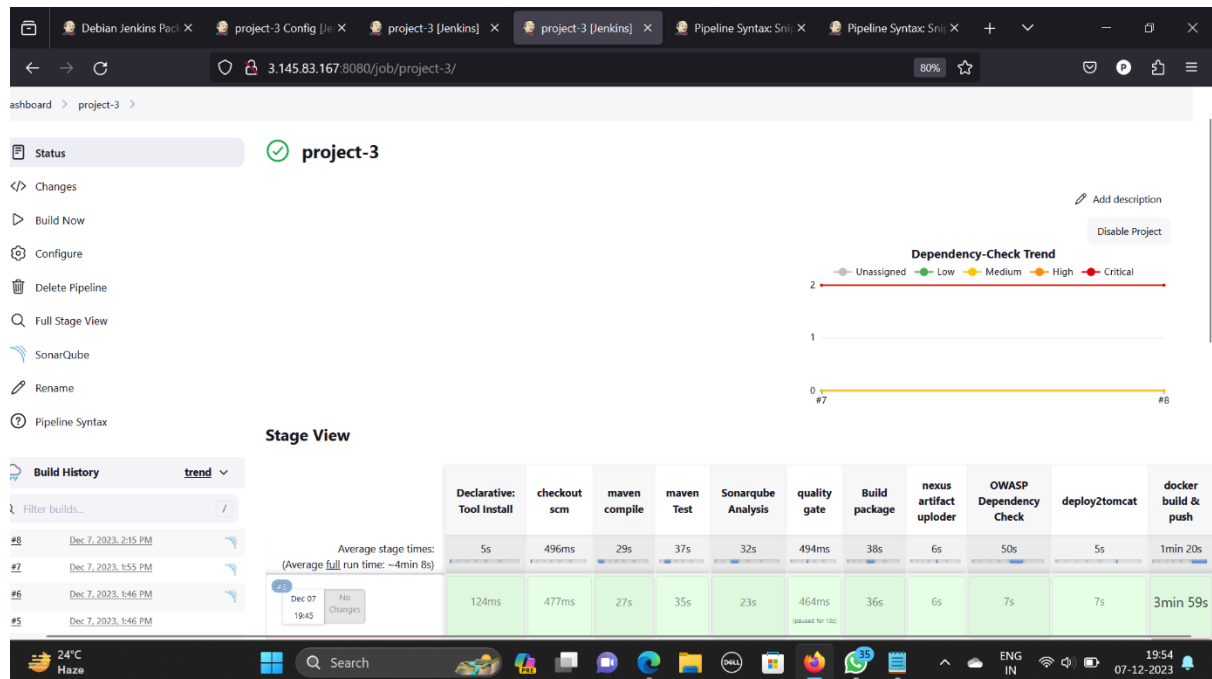 Debian Jenkins Pack
project-3 Config [Je
project-3 [Jenkins]
project-3 [Jenkins]
Pipeline Syntax: Snip
Pipeline Syntax: Snip
3.145.83.167:8080/job/project-3/
80%
P
ashboard > project-3 >
Status
Changes
Build Now
Configure
Delete Pipeline
Full Stage View
SonarQube
Rename
Pipeline Syntax
project-3
Add description
Disable Project
Dependency-Check Trend
Unassigned Low Medium High Critical
2
1
0
#7 #8
Stage View
Build History trend
Filter builds... /
#8 Dec 7, 2023, 2:15 PM
#7 Dec 7, 2023, 1:55 PM
#6 Dec 7, 2023, 1:46 PM
#5 Dec 7, 2023, 1:46 PM
Declarative: Tool Install
checkout scm
maven compile
maven Test
Sonarqube Analysis
quality gate
Build package
nexus artifact uploder
OWASP Dependency Check
deploy2tomcat
docker build & push
Average stage times:
(Average full run time: ~4min 8s)
5s 496ms 29s 37s 32s 494ms 38s 6s 50s 5s 1min 20s
#8
Dec 07
19:45
No Changes
124ms 477ms 27s 35s 23s 464ms 36s 6s 7s 7s 3min 59s
(paused for 13s)
24°C
Haze
Search
PRE
DELL
35
ENG
IN
19:54
07-12-2023